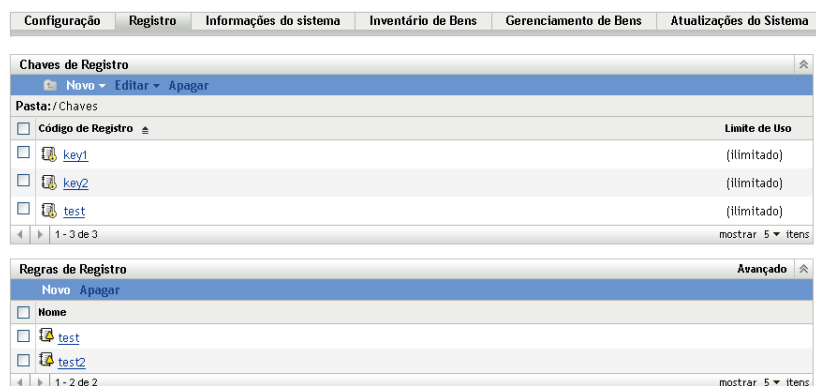 Configuração Registro Informações do sistema Inventário de Bens Gerenciamento de Bens Atualizações do Sistema
Chaves de Registro
Novo Editar Apagar
Pasta:/Chaves
Código de Registro Limite de Uso
key1 (ilimitado)
key2 (ilimitado)
test (ilimitado)
1 - 3 de 3 mostrar 5 itens
Regras de Registro Avançado
Novo Apagar
Nome
test
test2
1 - 2 de 2 mostrar 5 itens